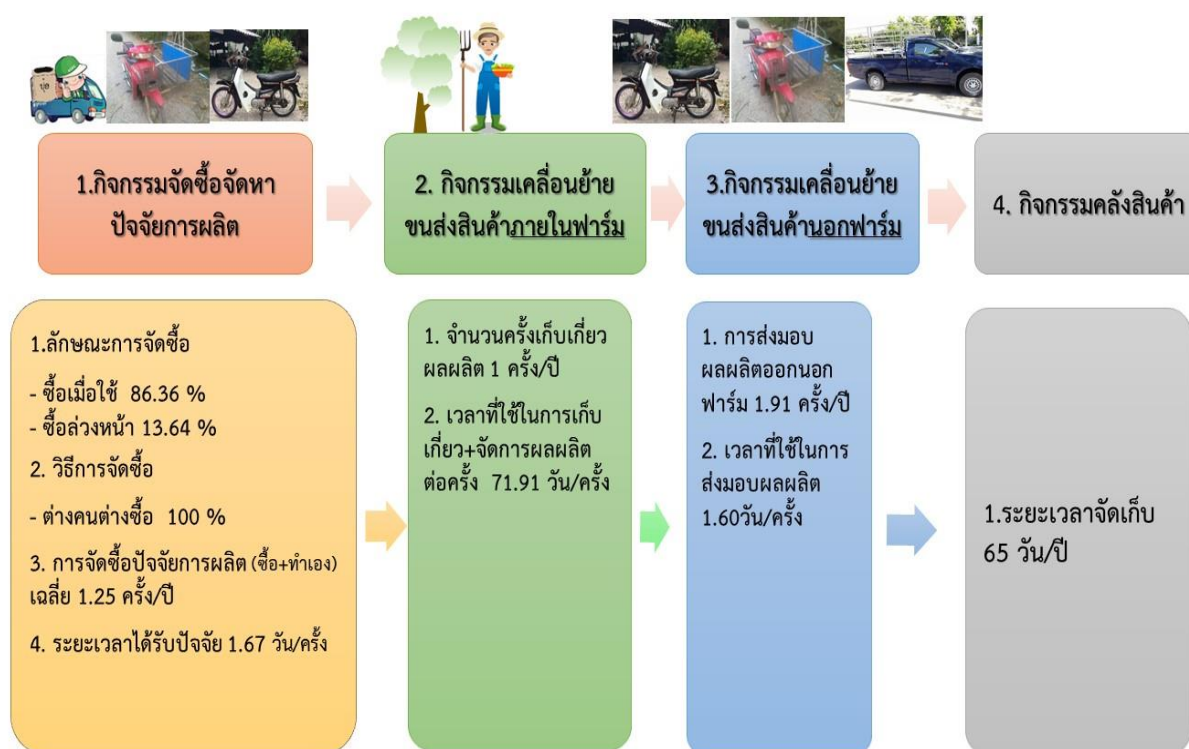 1.กิจกรรมจัดซื้อจัดหา
ปัจจัยการผลิต
2. กิจกรรมเคลื่อนย้าย
ขนส่งสินค้าภายในฟาร์ม
3.กิจกรรมเคลื่อนย้าย
ขนส่งสินค้านอกฟาร์ม
4. กิจกรรมคลังสินค้า
1.ลักษณะการจัดซื้อ
- ซื้อเมื่อใช้ 86.36 %
- ซื้อล่วงหน้า 13.64 %
2. วิธีการจัดซื้อ
- ต่างคนต่างซื้อ 100 %
3. การจัดซื้อปัจจัยการผลิต (ซื้อ+ทำเอง)
เฉลี่ย 1.25 ครั้ง/ปี
4. ระยะเวลาได้รับปัจจัย 1.67 วัน/ครั้ง
1. จำนวนครั้งเก็บเกี่ยว
ผลผลิต 1 ครั้ง/ปี
2. เวลาที่ใช้ในการเก็บ
เกี่ยว+จัดการผลผลิต
ต่อครั้ง 71.91 วัน/ครั้ง
1. การส่งมอบ
ผลผลิตออกนอก
ฟาร์ม 1.91 ครั้ง/ปี
2. เวลาที่ใช้ในการ
ส่งมอบผลผลิต
1.60วัน/ครั้ง
1.ระยะเวลาจัดเก็บ
65 วัน/ปี